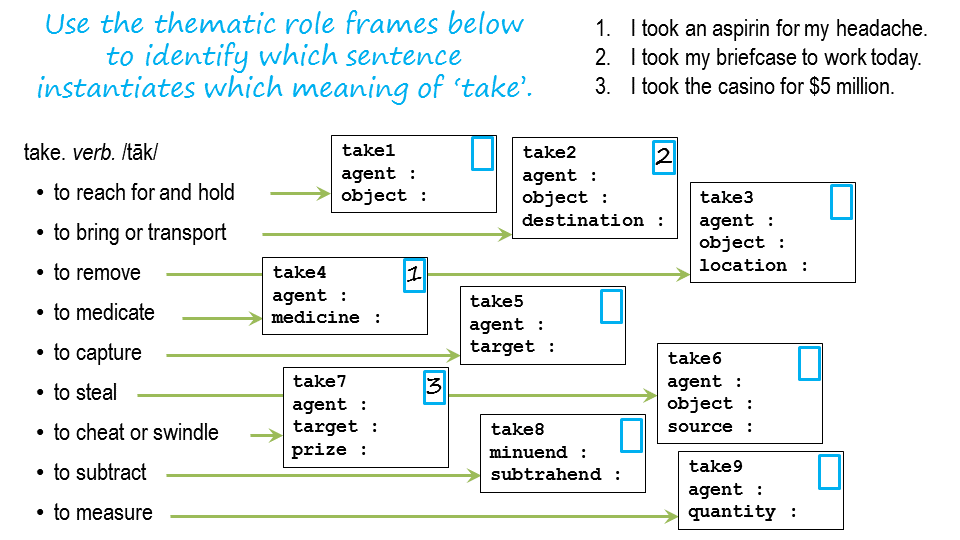 Use the thematic role frames below
to identify which sentence
instantiates which meaning of ‘take’.
1. I took an aspirin for my headache.
2. I took my briefcase to work today.
3. I took the casino for $5 million.
take. verb. /tāk/
• to reach for and hold
• to bring or transport
• to remove
• to medicate
• to capture
• to steal
• to cheat or swindle
• to subtract
• to measure
take1
agent :
object :
take2 2
agent :
object :
destination :
take3
agent :
object :
location :
take4 1
agent :
medicine :
take5
agent :
target :
take6
agent :
object :
source :
take7 3
agent :
target :
prize :
take8
minuend :
subtrahend :
take9
agent :
quantity :